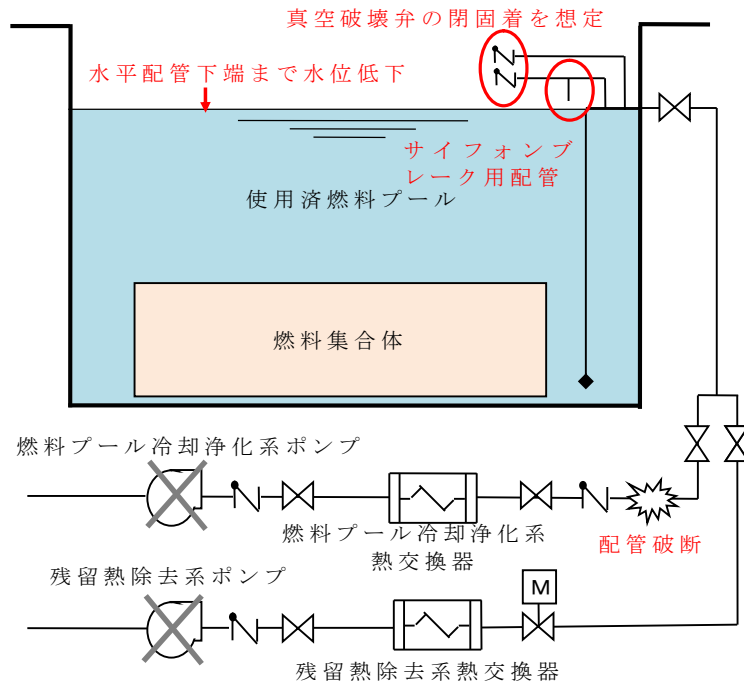 真空破壊弁の閉固着を想定
水平配管下端まで水位低下
サイフォンブ
レーク用配管
使用済燃料プール
燃料集合体
燃料プール冷却浄化系ポンプ
燃料プール冷却浄化系
熱交換器
配管破断
残留熱除去系ポンプ
M
残留熱除去系熱交換器